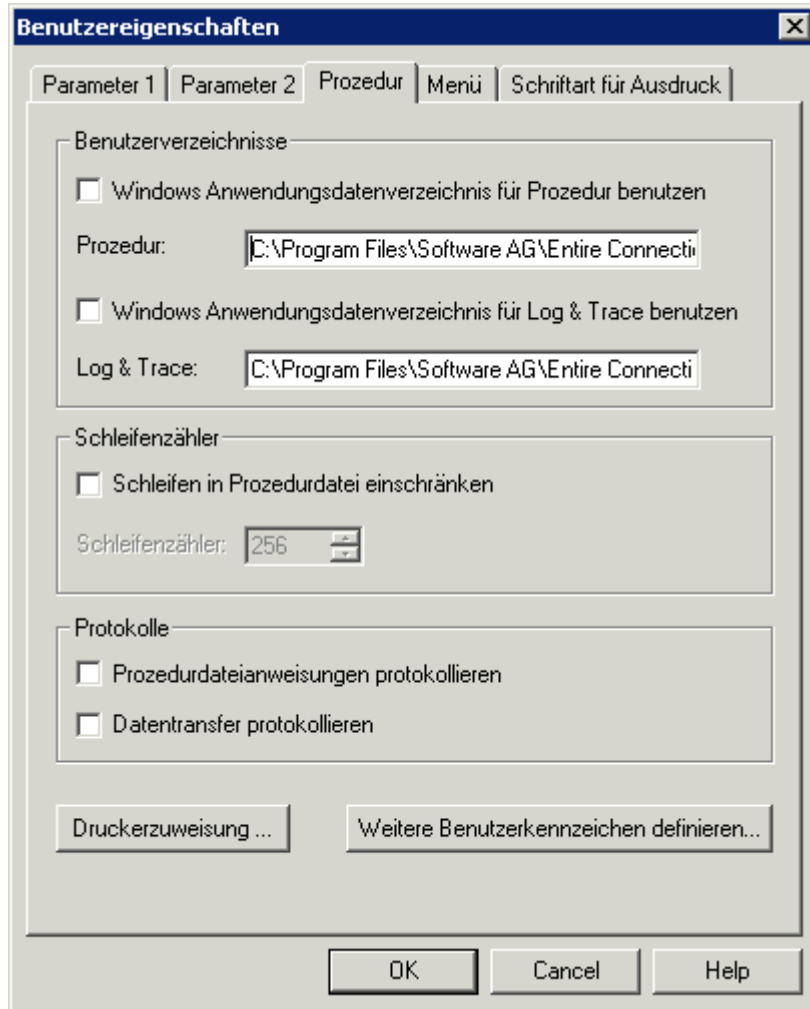 Benutzereigenschaften
Parameter 1 Parameter 2 Prozedur Menü Schriftart für Ausdruck
Benutzerverzeichnisse
Windows Anwendungsdatenverzeichnis für Prozedur benutzen
Prozedur: C:\Program Files\Software AG\Entire Connectio
Windows Anwendungsdatenverzeichnis für Log & Trace benutzen
Log & Trace: C:\Program Files\Software AG\Entire Connecti
Schleifenzähler
Schleifen in Prozedurdatei einschränken
Schleifenzähler: 256
Protokolle
Prozedurdateianweisungen protokollieren
Datentransfer protokollieren
Druckerzuweisung ... Weitere Benutzerkennzeichen definieren...
OK Cancel Help